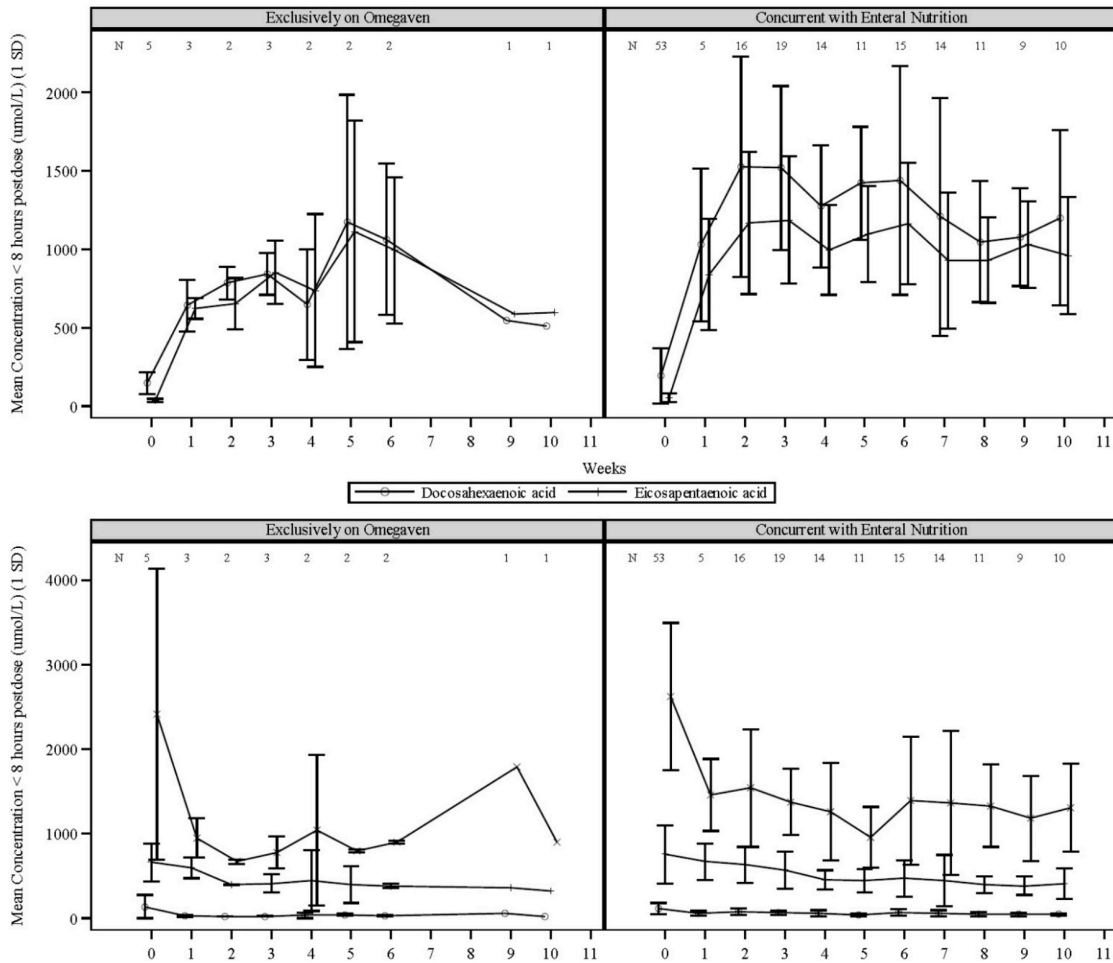 Exclusively on Omegaven
Concurrent with Enteral Nutrition
N 5 3 2 3 2 2 2 1 1
N 53 5 16 19 14 11 15 14 11 9 10
Mean Concentration < 8 hours postdose (umol/L) (1 SD)
2000
1500
1000
500
0
0 1 2 3 4 5 6 7 8 9 10 11
0 1 2 3 4 5 6 7 8 9 10 11
Weeks
Docosahexaenoic acid Eicosapentaenoic acid
Exclusively on Omegaven
Concurrent with Enteral Nutrition
N 5 3 2 3 2 2 2 1 1
N 53 5 16 19 14 11 15 14 11 9 10
Mean Concentration < 8 hours postdose (umol/L) (1 SD)
4000
3000
2000
1000
0
0 1 2 3 4 5 6 7 8 9 10 11
0 1 2 3 4 5 6 7 8 9 10 11